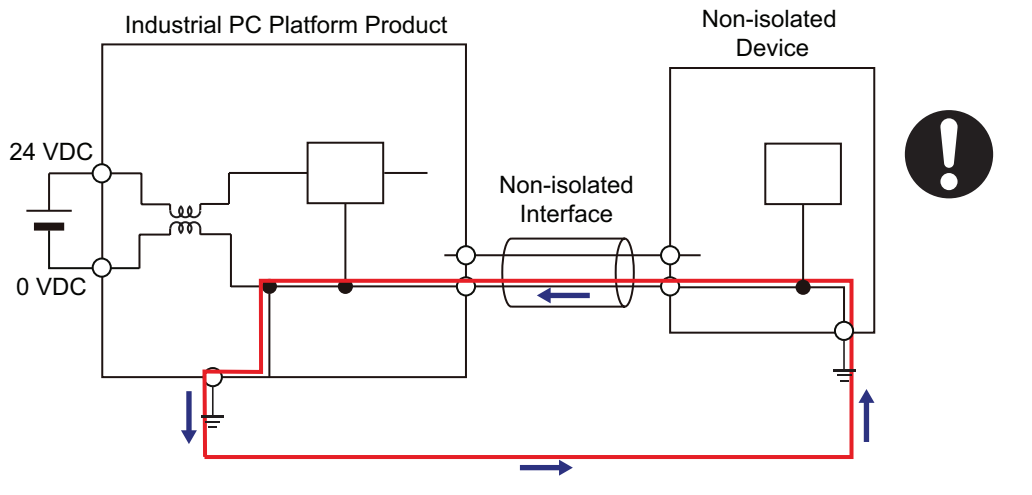 Industrial PC Platform Product
Non-isolated
Device
24 VDC
Non-isolated
Interface
0 VDC